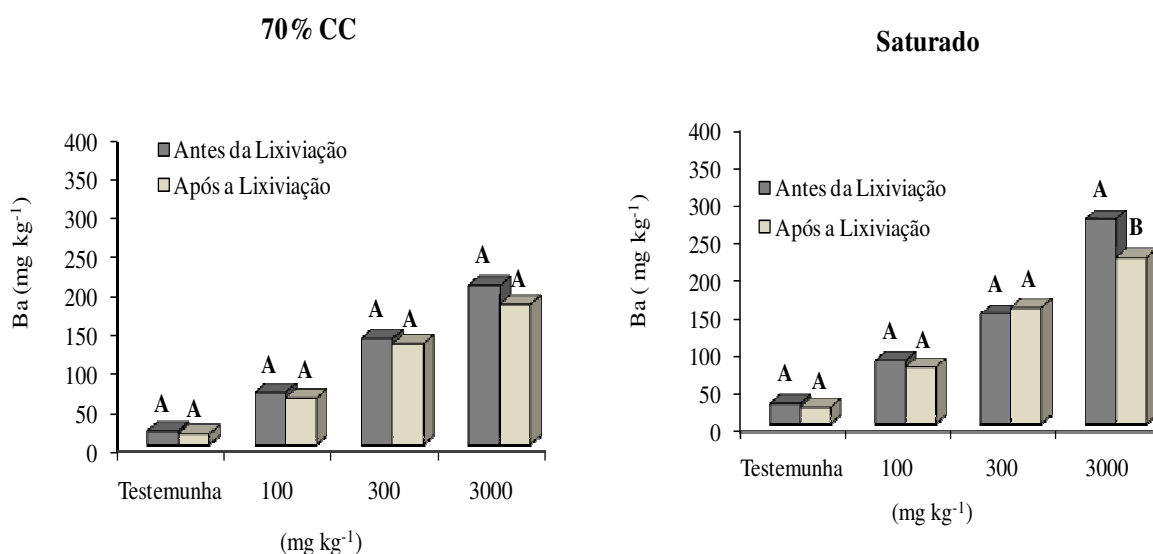 70% CC
400
350
300
250
200
150
100
50
0
Ba (mg kg-1)
Antes da Lixiviação
Após a Lixiviação
A A
A A
A A
A A
Testemunha 100 300 3000
(mg kg-1)
Saturado
400
350
300
250
200
150
100
50
0
Ba ( mg kg-1)
Antes da Lixiviação
Após a Lixiviação
A A
A A
A A
A B
Testemunha 100 300 3000
(mg kg-1)